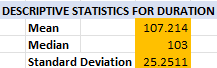 DESCRIPTIVE STATISTICS FOR DURATION
Mean 107.214
Median 103
Standard Deviation 25.2511